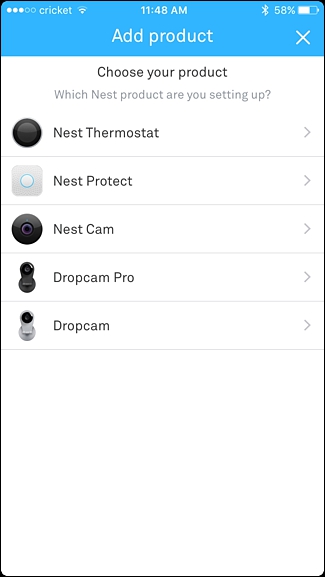 cricket 11:48 AM 58%
Add product
Choose your product
Which Nest product are you setting up?
Nest Thermostat
Nest Protect
Nest Cam
Dropcam Pro
Dropcam